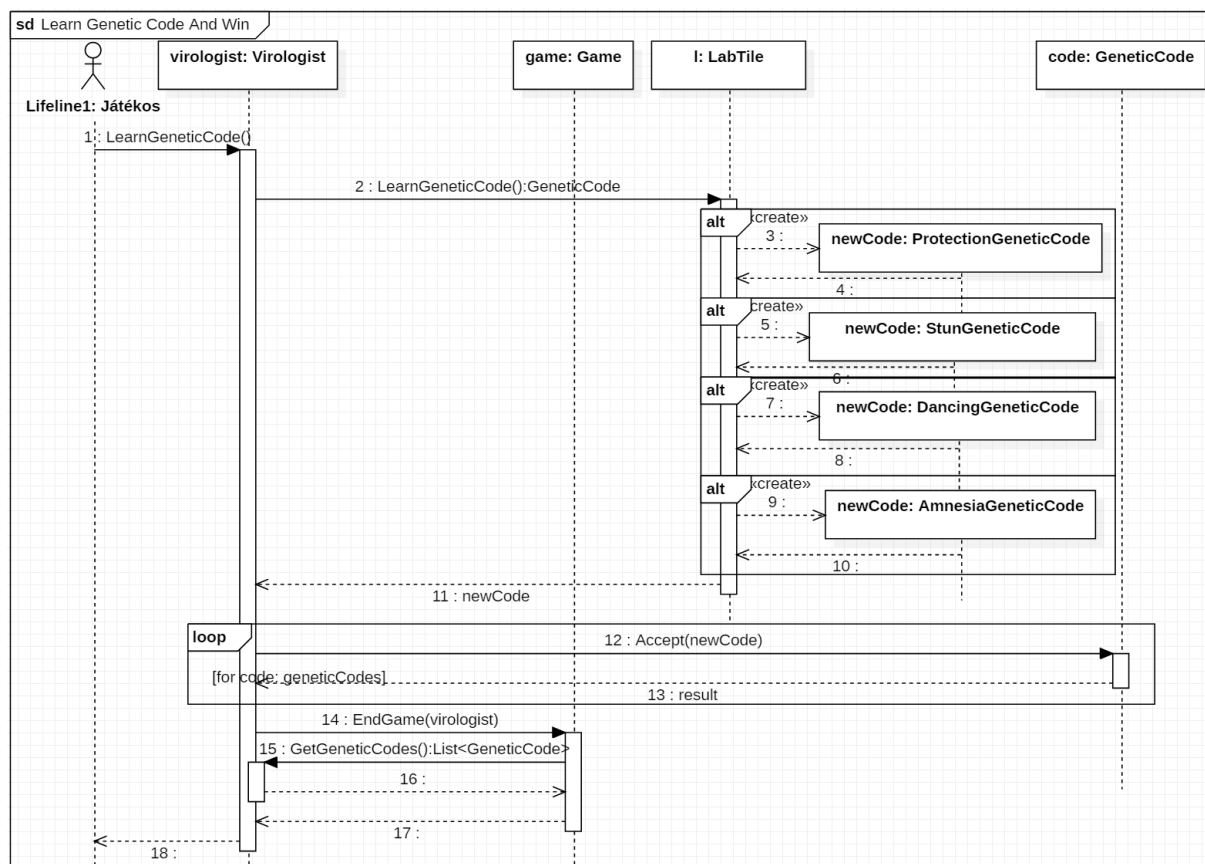 sd Learn Genetic Code And Win
virologist: Virologist
game: Game
l: LabTile
code: GeneticCode
Lifeline1: Játékos
1 : LearnGeneticCode()
2 : LearnGeneticCode():GeneticCode
alt
«create»
3 :
newCode: ProtectionGeneticCode
4 :
alt
«create»
5 :
newCode: StunGeneticCode
6 :
alt
«create»
7 :
newCode: DancingGeneticCode
8 :
alt
«create»
9 :
newCode: AmnesiaGeneticCode
10 :
11 : newCode
loop
12 : Accept(newCode)
[for code: geneticCodes]
13 : result
14 : EndGame(virologist)
15 : GetGeneticCodes():List<GeneticCode>
16 :
17 :
18 :